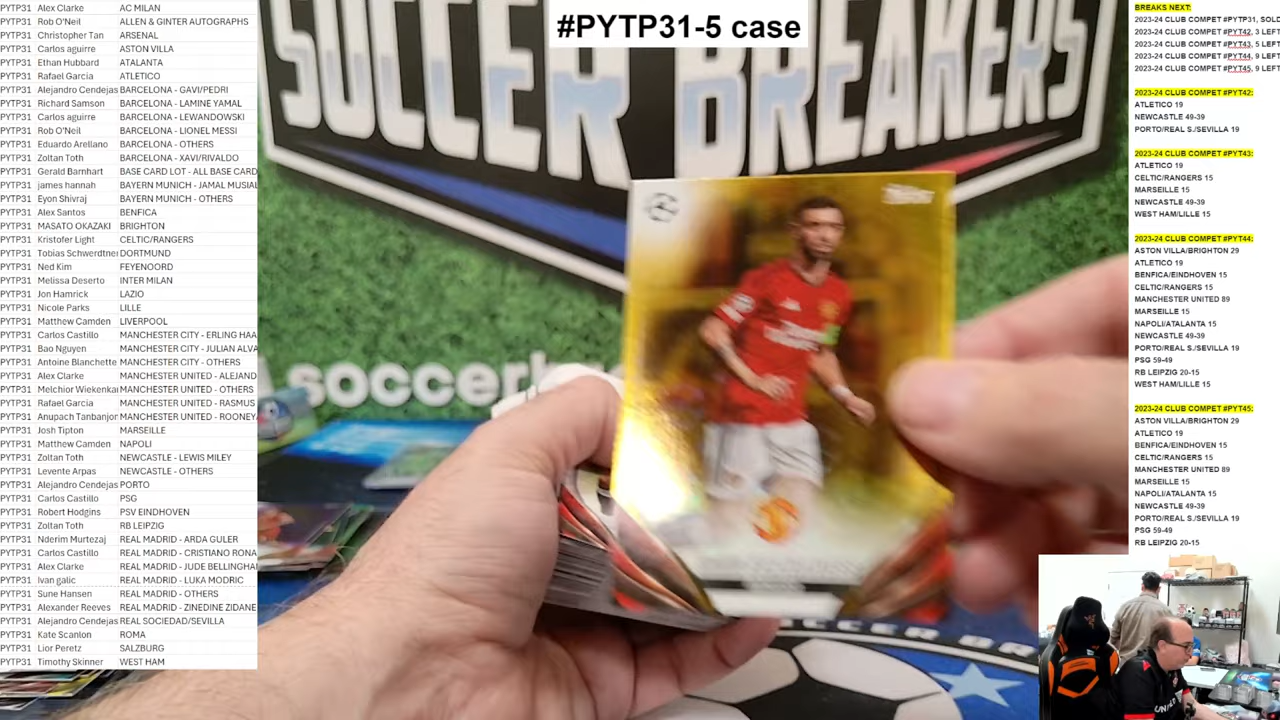 #PYTP31-5 case
PYTP31 Alex Clarke AC MILAN
PYTP31 Rob O'Neil ALLEN & GINTER AUTOGRAPHS
PYTP31 Christopher Tan ARSENAL
PYTP31 Carlos aguirre ASTON VILLA
PYTP31 Ethan Hubbard ATALANTA
PYTP31 Rafael Garcia ATLETICO
PYTP31 Alejandro Cendejas BARCELONA - GAVI/PEDRI
PYTP31 Richard Samson BARCELONA - LAMINE YAMAL
PYTP31 Carlos aguirre BARCELONA - LEWANDOWSKI
PYTP31 Rob O'Neil BARCELONA - LIONEL MESSI
PYTP31 Eduardo Arellano BARCELONA - OTHERS
PYTP31 Zoltan Toth BARCELONA - XAVI/RIVALDO
PYTP31 Gerald Barnhart BASE CARD LOT - ALL BASE CARD
PYTP31 james hannah BAYERN MUNICH - JAMAL MUSIAL
PYTP31 Eyon Shivraj BAYERN MUNICH - OTHERS
PYTP31 Alex Santos BENFICA
PYTP31 MASATO OKAZAKI BRIGHTON
PYTP31 Kristofer Light CELTIC/RANGERS
PYTP31 Tobias Schwerdtner DORTMUND
PYTP31 Ned Kim FEYENOORD
PYTP31 Melissa Deserto INTER MILAN
PYTP31 Jon Hamrick LAZIO
PYTP31 Nicole Parks LILLE
PYTP31 Matthew Camden LIVERPOOL
PYTP31 Carlos Castillo MANCHESTER CITY - ERLING HAA
PYTP31 Bao Nguyen MANCHESTER CITY - JULIAN ALVA
PYTP31 Antoine Blanchette MANCHESTER CITY - OTHERS
PYTP31 Alex Clarke MANCHESTER UNITED - ALEJAND
PYTP31 Melchior Wiekenkar MANCHESTER UNITED - OTHERS
PYTP31 Rafael Garcia MANCHESTER UNITED - RASMUS
PYTP31 Anupach Tanbanjor MANCHESTER UNITED - ROONEY
PYTP31 Josh Tipton MARSEILLE
PYTP31 Matthew Camden NAPOLI
PYTP31 Zoltan Toth NEWCASTLE - LEWIS MILEY
PYTP31 Levente Arpas NEWCASTLE - OTHERS
PYTP31 Alejandro Cendejas PORTO
PYTP31 Carlos Castillo PSG
PYTP31 Robert Hodgins PSV EINDHOVEN
PYTP31 Zoltan Toth RB LEIPZIG
PYTP31 Nderim Murtezaj REAL MADRID - ARDA GULER
PYTP31 Carlos Castillo REAL MADRID - CRISTIANO RONA
PYTP31 Alex Clarke REAL MADRID - JUDE BELLINGHA
PYTP31 Ivan galic REAL MADRID - LUKA MODRIC
PYTP31 Sune Hansen REAL MADRID - OTHERS
PYTP31 Alexander Reeves REAL MADRID - ZINEDINE ZIDANE
PYTP31 Alejandro Cendejas REAL SOCIEDAD/SEVILLA
PYTP31 Kate Scanlon ROMA
PYTP31 Lior Peretz SALZBURG
PYTP31 Timothy Skinner WEST HAM
SOCCER BREAKERS
soccerb
topps
BREAKS NEXT:
2023-24 CLUB COMPET #PYTP31, SOLD
2023-24 CLUB COMPET #PYT42, 3 LEFT
2023-24 CLUB COMPET #PYT43, 5 LEFT
2023-24 CLUB COMPET #PYT44, 9 LEFT
2023-24 CLUB COMPET #PYT45, 9 LEFT
2023-24 CLUB COMPET #PYT42:
ATLETICO 19
NEWCASTLE 49-39
PORTO/REAL S./SEVILLA 19
2023-24 CLUB COMPET #PYT43:
ATLETICO 19
CELTIC/RANGERS 15
MARSEILLE 15
NEWCASTLE 49-39
WEST HAM/LILLE 15
2023-24 CLUB COMPET #PYT44:
ASTON VILLA/BRIGHTON 29
ATLETICO 19
BENFICA/EINDHOVEN 15
CELTIC/RANGERS 15
MANCHESTER UNITED 89
MARSEILLE 15
NAPOLI/ATALANTA 15
NEWCASTLE 49-39
PORTO/REAL S./SEVILLA 19
PSG 59-49
RB LEIPZIG 20-15
WEST HAM/LILLE 15
2023-24 CLUB COMPET #PYT45:
ASTON VILLA/BRIGHTON 29
ATLETICO 19
BENFICA/EINDHOVEN 15
CELTIC/RANGERS 15
MANCHESTER UNITED 89
MARSEILLE 15
NAPOLI/ATALANTA 15
NEWCASTLE 49-39
PORTO/REAL S./SEVILLA 19
PSG 59-49
RB LEIPZIG 20-15